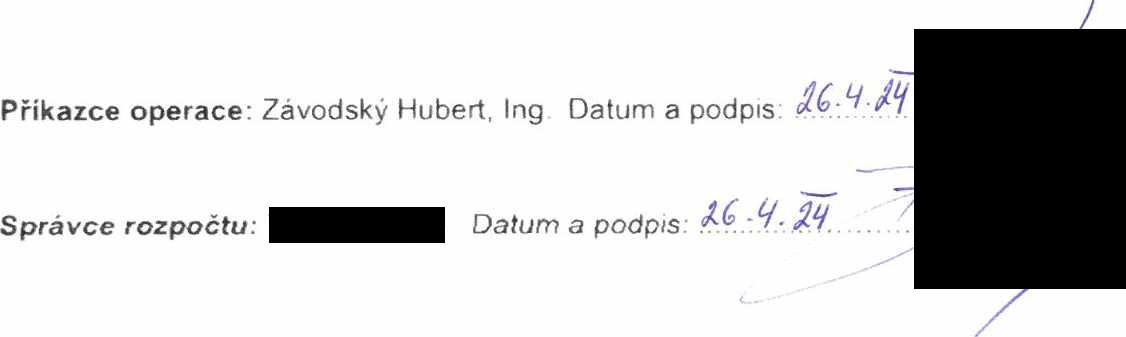 Příkazce operace: Závodský Hubert, Ing. Datum a podpis: 26.4.24
Správce rozpočtu: Datum a podpis: 26.4.24